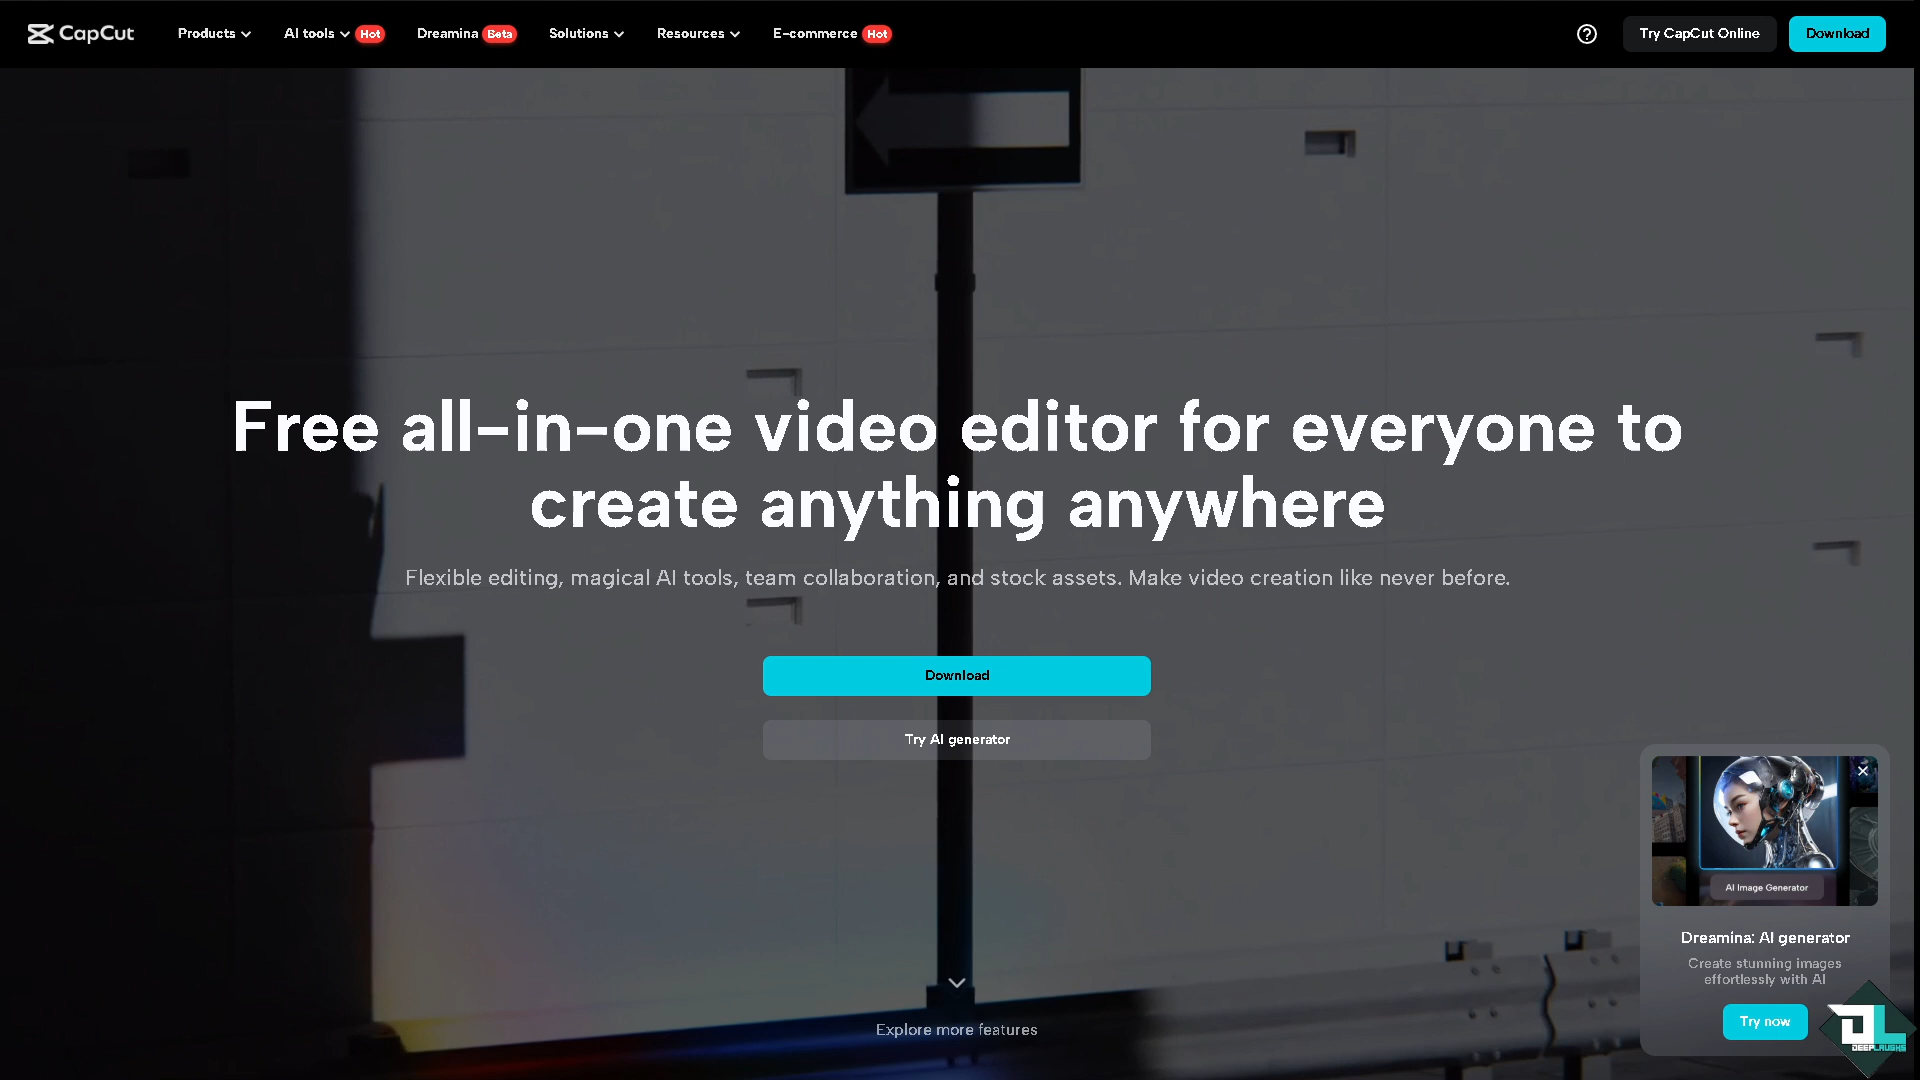 CapCut
Products
AI tools Hot
Dreamina Beta
Solutions
Resources
E-commerce Hot
Try CapCut Online
Download
Free all-in-one video editor for everyone to
create anything anywhere
Flexible editing, magical AI tools, team collaboration, and stock assets. Make video creation like never before.
Download
Try AI generator
Explore more features
AI Image Generator
Dreamina: AI generator
Create stunning images
effortlessly with AI
Try now
DL
DEEPLAUGHS